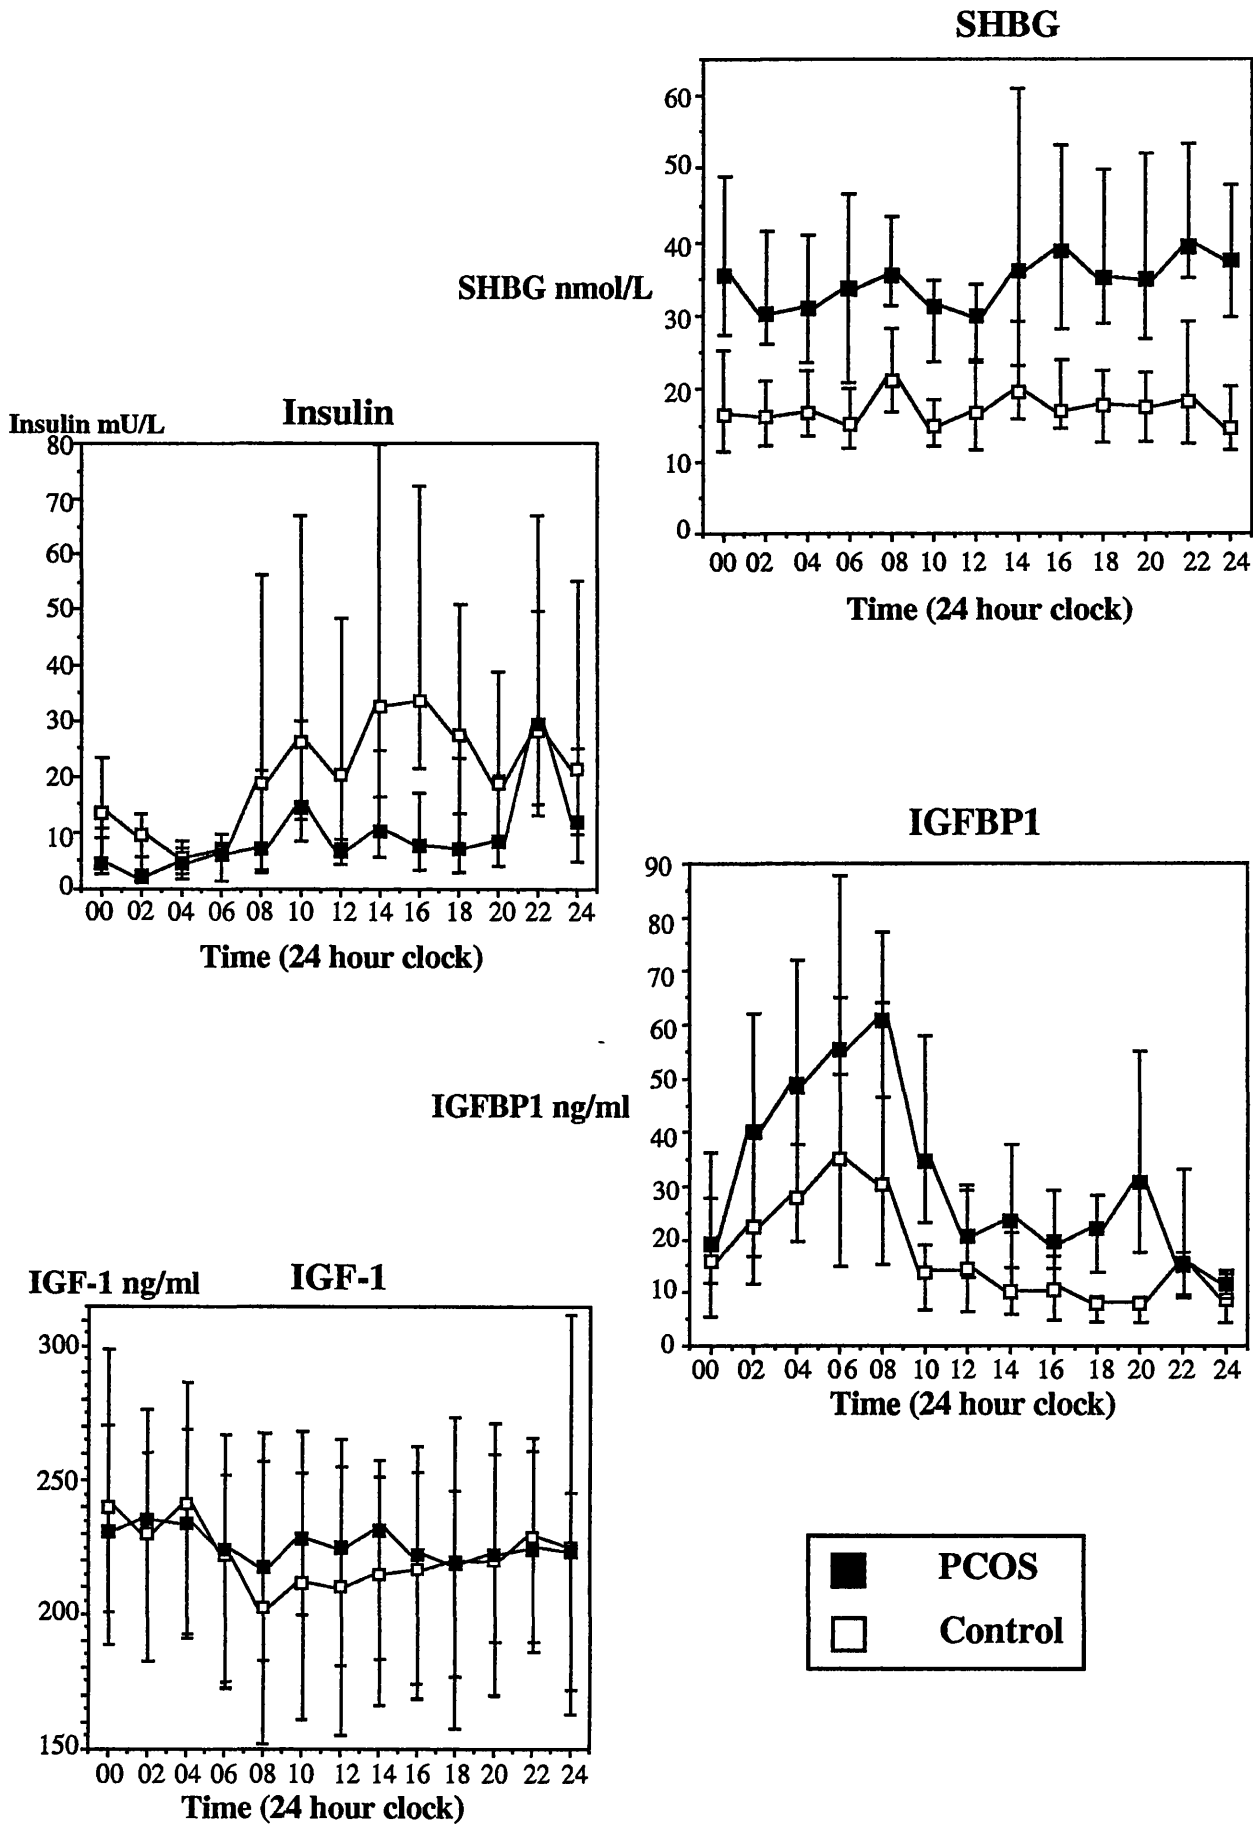 SHBG
60
50
40
SHBG nmol/L
30
20
10
0
00 02 04 06 08 10 12 14 16 18 20 22 24
Time (24 hour clock)
Insulin mU/L
Insulin
80
70
60
50
40
30
20
10
0
00 02 04 06 08 10 12 14 16 18 20 22 24
Time (24 hour clock)
IGFBP1
90
80
70
60
50
IGFBP1 ng/ml
40
30
20
10
0
00 02 04 06 08 10 12 14 16 18 20 22 24
Time (24 hour clock)
IGF-1 ng/ml
IGF-1
300
250
200
150
00 02 04 06 08 10 12 14 16 18 20 22 24
Time (24 hour clock)
PCOS
Control